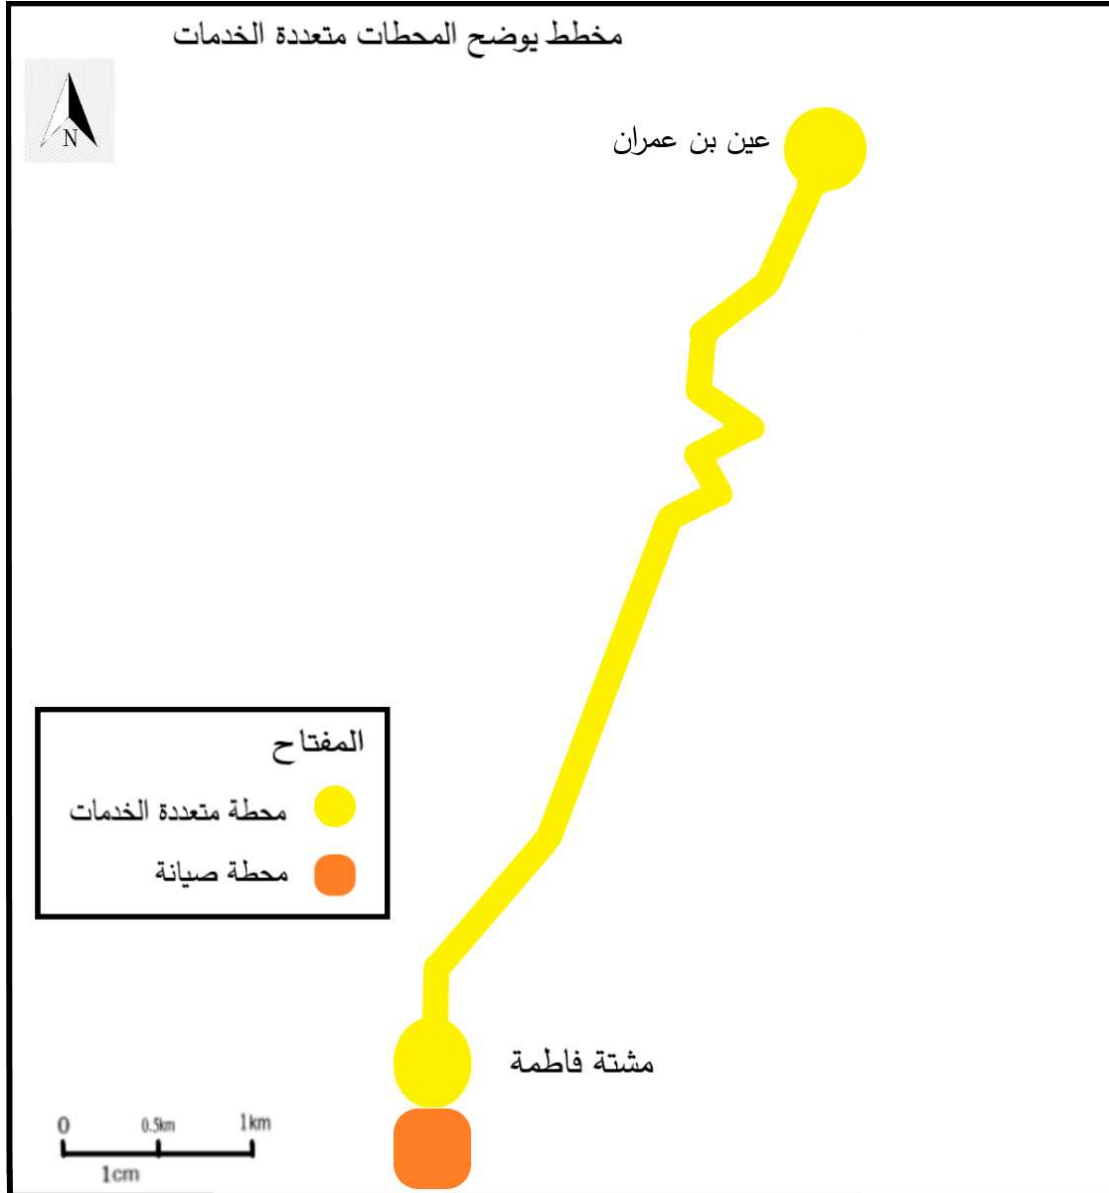 مخطط يوضح المحطات متعددة الخدمات
N
عين بن عمران
المفتاح
محطة متعددة الخدمات
محطة صيانة
مشتة فاطمة
0 0.5km 1km
1cm